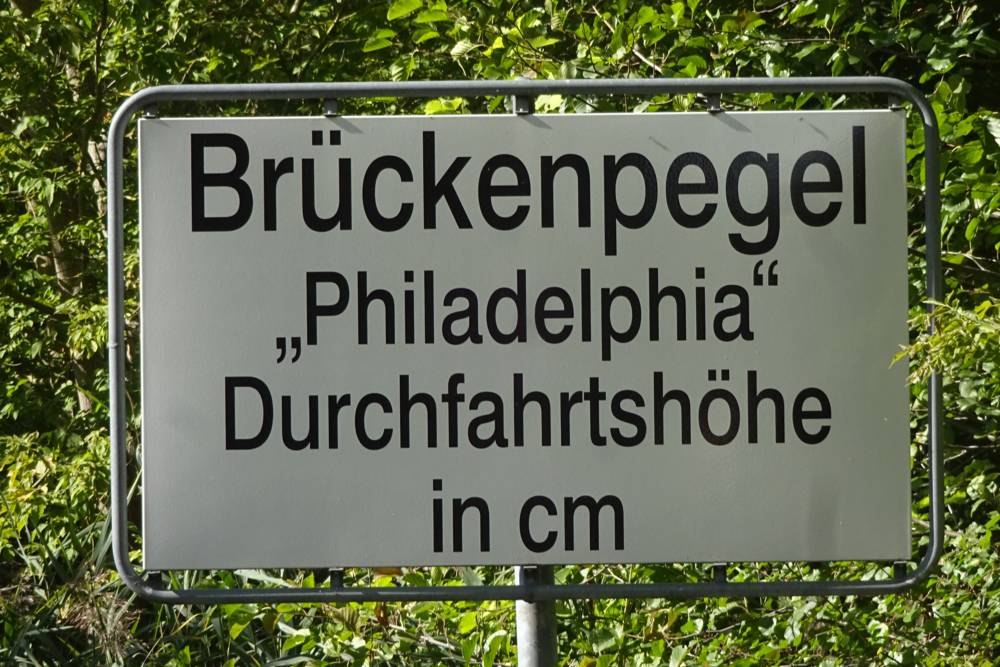 Brückenpegel
„Philadelphia“
Durchfahrtshöhe
in cm